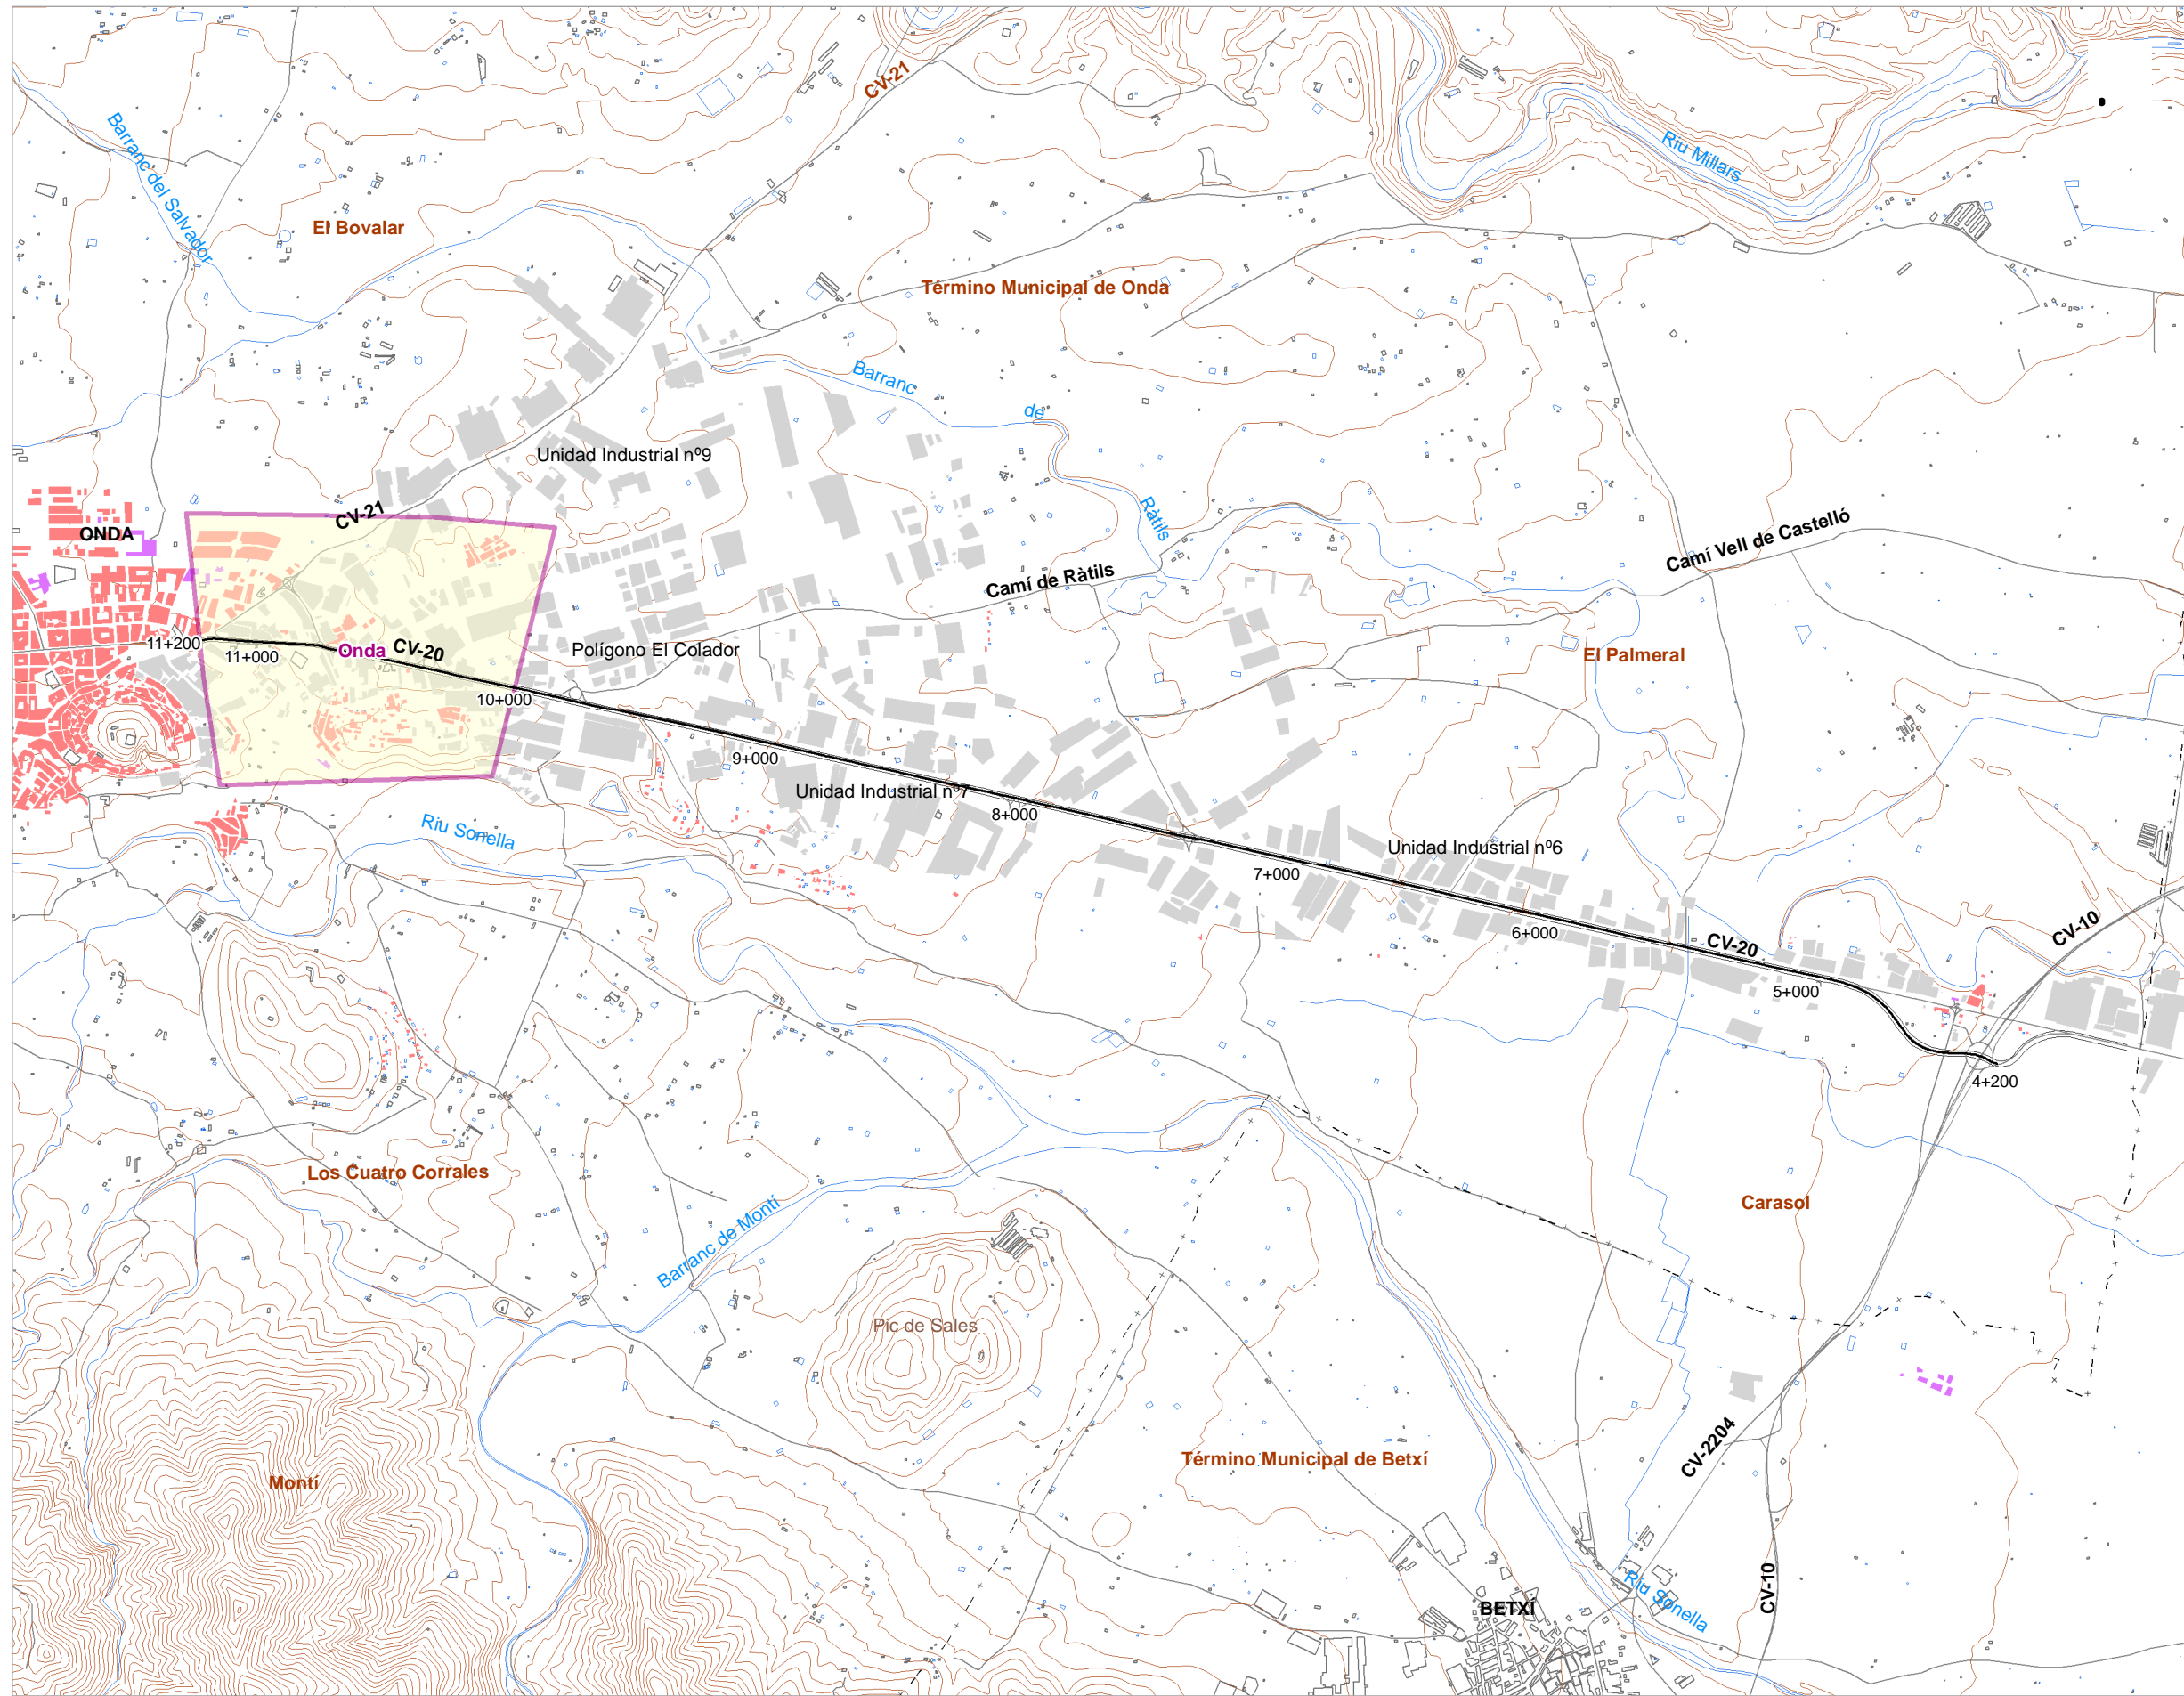 CV-21
Barranc del Salvador
Riu Millars
El Bovalar
Término Municipal de Onda
Barranc
de
Ràtils
Unidad Industrial nº9
CV-21
ONDA
Camí Vell de Castelló
Camí de Ràtils
11+200
11+000
Onda
CV-20
Polígono El Colador
El Palmeral
10+000
9+000
Unidad Industrial nº7
8+000
Riu Sonella
Unidad Industrial nº6
7+000
6+000
CV-20
CV-10
5+000
4+200
Los Cuatro Corrales
Carasol
Barranc de Montí
Pic de Sales
Término Municipal de Betxí
CV-2204
Montí
CV-10
Riu Sonella
BETXÍ